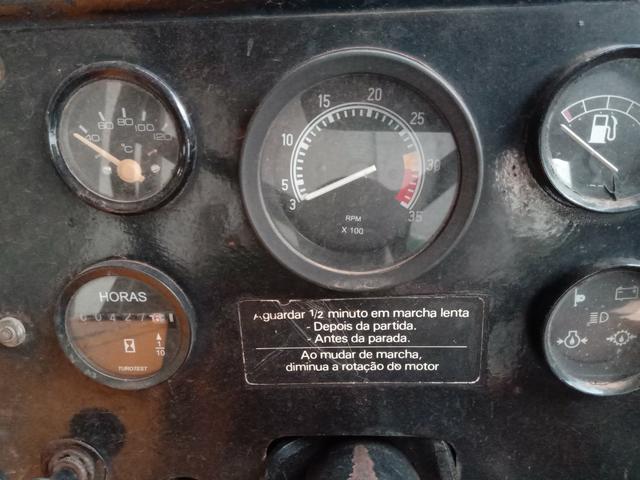 40 60 80 100 120
°C
3 5 10 15 20 25 30 35
RPM
X 100
HORAS
1
10
TUROTEST
Aguardar 1/2 minuto em marcha lenta
- Depois da partida.
- Antes da parada.
Ao mudar de marcha,
diminua a rotação do motor